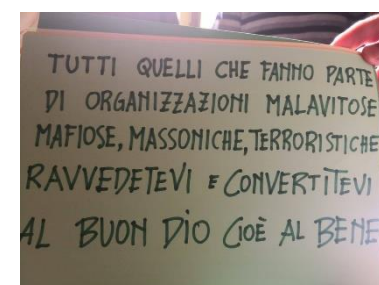 TUTTI QUELLI CHE FANNO PARTE
DI ORGANIZZAZIONI MALAVITOSE
MAFIOSE, MASSONICHE, TERRORISTICHE
RAVVEDETEVI E CONVERTITEVI
AL BUON DIO CIOÈ AL BENE